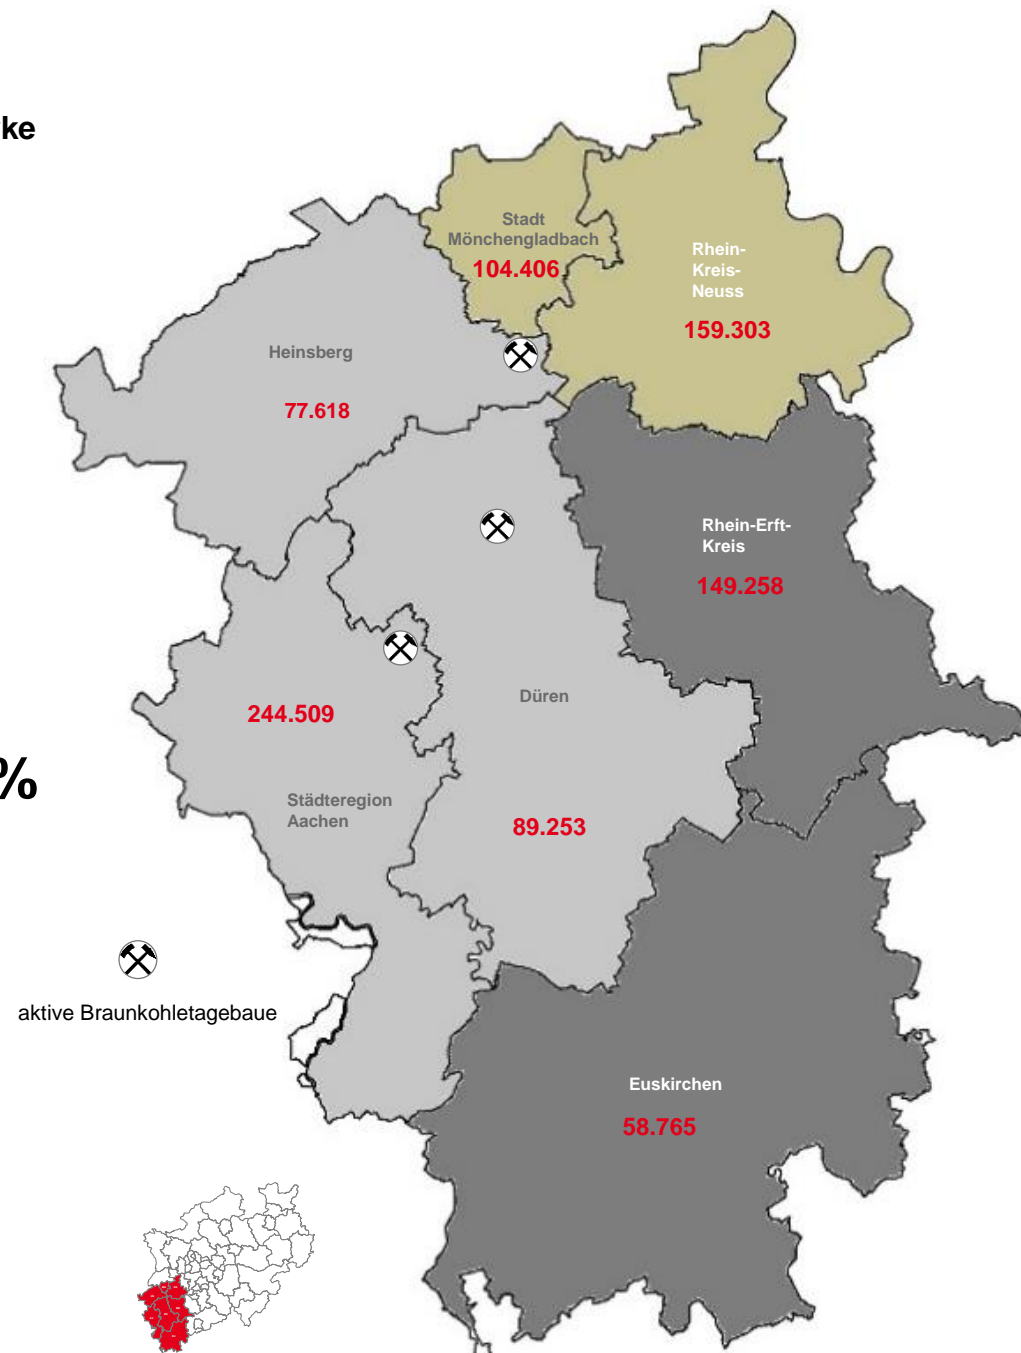 ke
Stadt
Mönchengladbach
104.406
Rhein-
Kreis-
Neuss
159.303
Heinsberg
77.618
Rhein-Erft-
Kreis
149.258
Düren
244.509
%
Städteregion
Aachen
89.253
aktive Braunkohletagebaue
Euskirchen
58.765